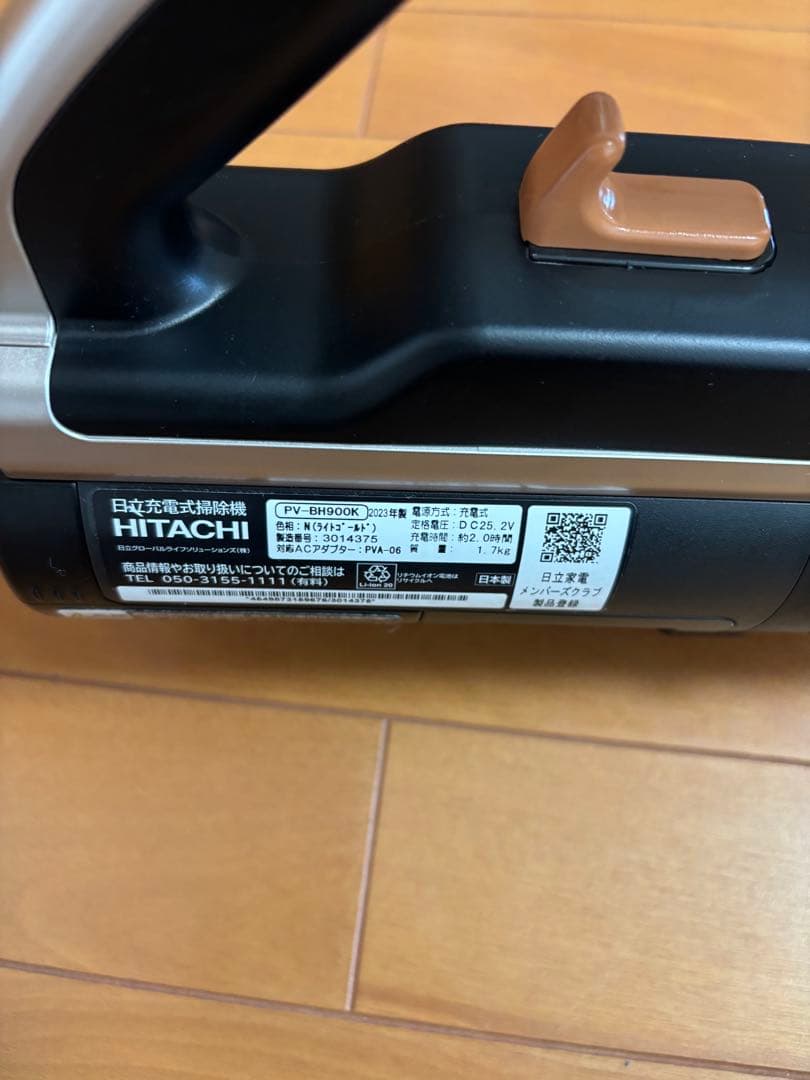 日立充電式掃除機
HITACHI
日立グローバルライフソリューションズ(株)
PV-BH900K 2023年製
色相:N(ライトゴールド)
製造番号:3014375
対応ACアダプター:PVA-06
電源方式:充電式
定格電圧:DC25.2V
充電時間:約2.0時間
質量:1.7kg
商品情報やお取り扱いについてのご相談は
TEL 050-3155-1111(有料)
Li-ion 20
リチウムイオン電池は
リサイクルへ
日本製
日立家電
メンバーズクラブ
製品登録